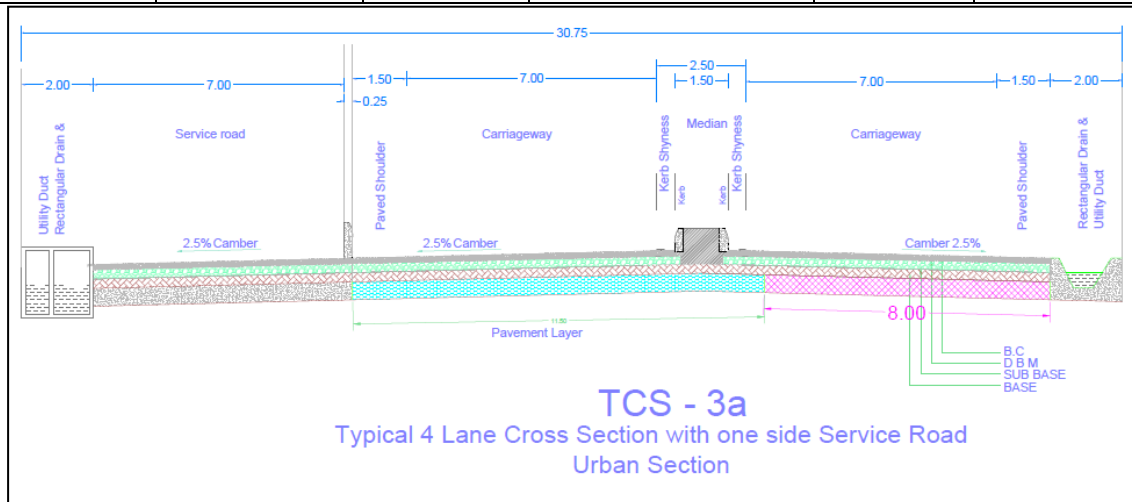 30.75
2.00
7.00
1.50
7.00
2.50
1.50
7.00
1.50
2.00
0.25
Utility Duct
Rectangular Drain &
Service road
Paved Shoulder
Carriageway
Kerb Shyness
Kerb
Median
Kerb
Kerb Shyness
Carriageway
Paved Shoulder
Rectangular Drain &
Utility Duct
2.5% Camber
2.5% Camber
Camber 2.5%
11.50
Pavement Layer
8.00
B.C
D B M
SUB BASE
BASE
TCS - 3a
Typical 4 Lane Cross Section with one side Service Road
Urban Section